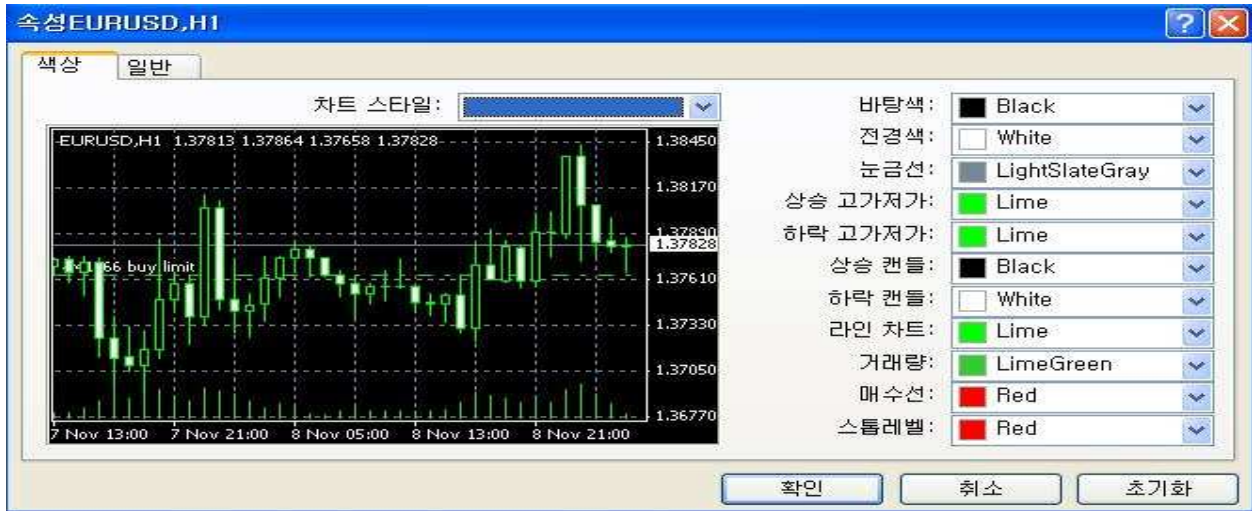 속성EURUSD,H1
색상 일반
차트 스타일:
EURUSD,H1 1.37813 1.37864 1.37658 1.37828
1.38450
1.38170
1.37890
1.37828
buy limit
1.37610
1.37330
1.37050
1.36770
7 Nov 13:00 7 Nov 21:00 8 Nov 05:00 8 Nov 13:00 8 Nov 21:00
바탕색: Black
전경색: White
눈금선: LightSlateGray
상승 고가저가: Lime
하락 고가저가: Lime
상승 캔들: Black
하락 캔들: White
라인 차트: Lime
거래량: LimeGreen
매수선: Red
스톱레벨: Red
확인 취소 초기화